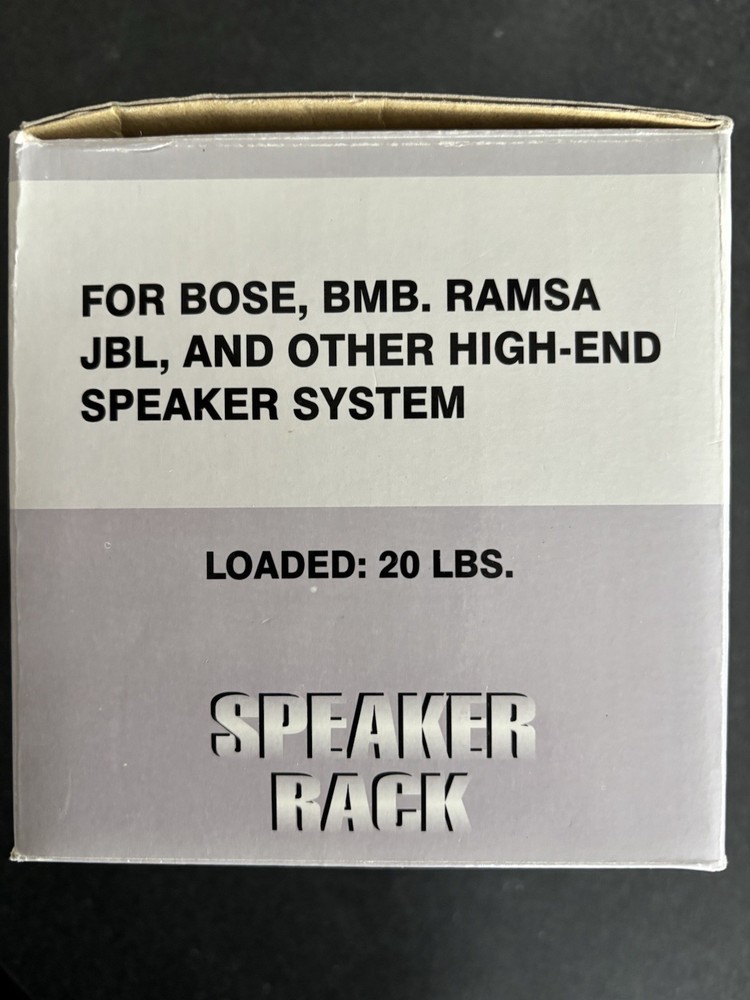 FOR BOSE, BMB. RAMSA
JBL, AND OTHER HIGH-END
SPEAKER SYSTEM
LOADED: 20 LBS.
SPEAKER
RACK